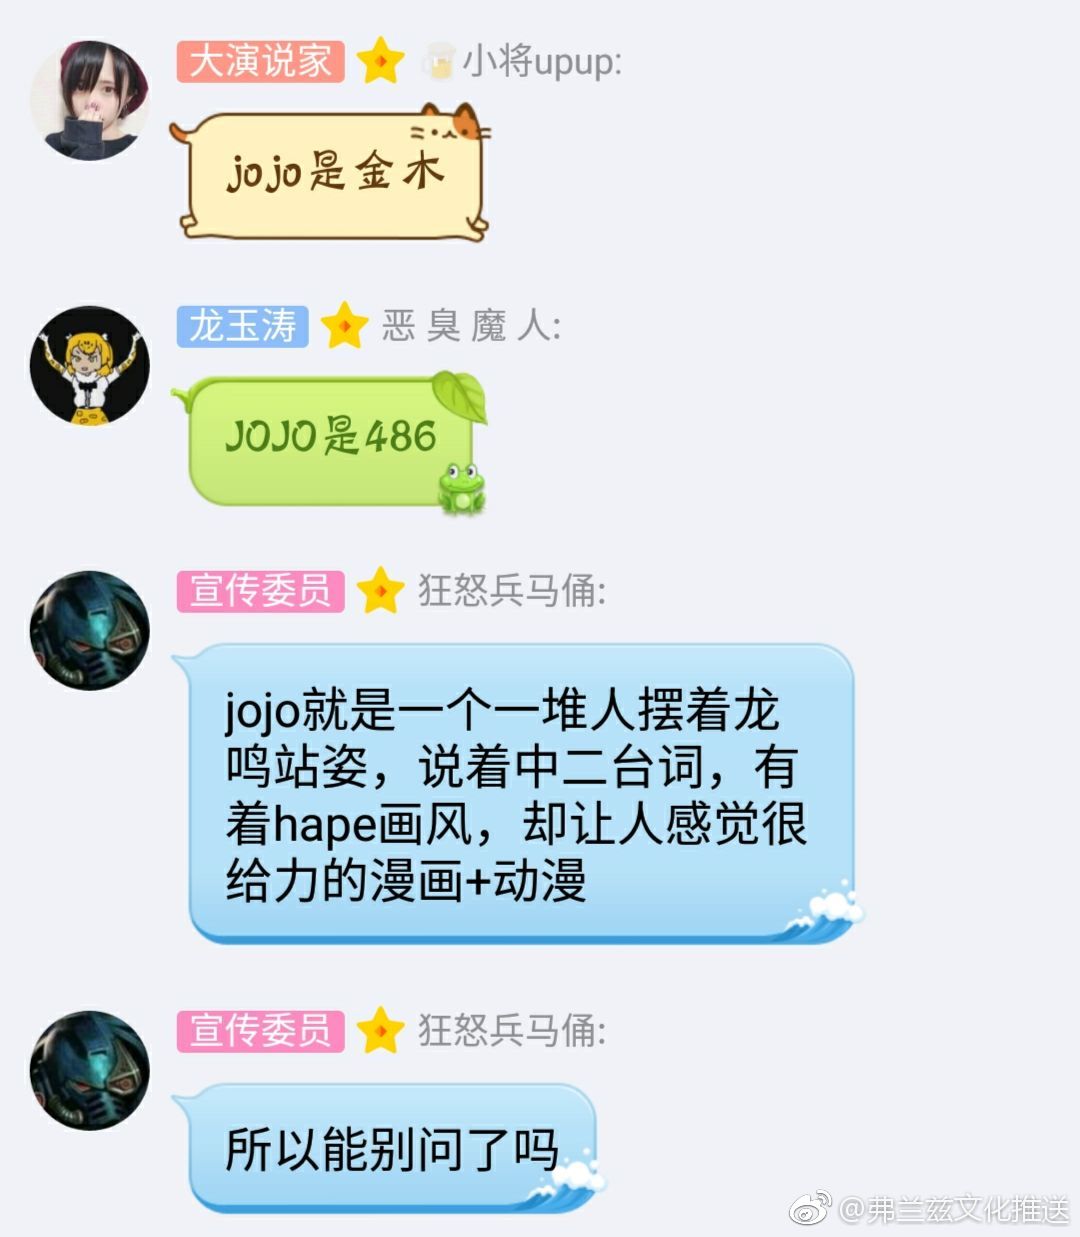 大演说家 小将upup:
jojo是金木
龙玉涛 恶 臭 魔 人:
JOJO是486
宣传委员 狂怒兵马俑:
jojo就是一个一堆人摆着龙
鸣站姿，说着中二台词，有
着hape画风，却让人感觉很
给力的漫画+动漫
宣传委员 狂怒兵马俑:
所以能别问了吗
@弗兰兹文化推送